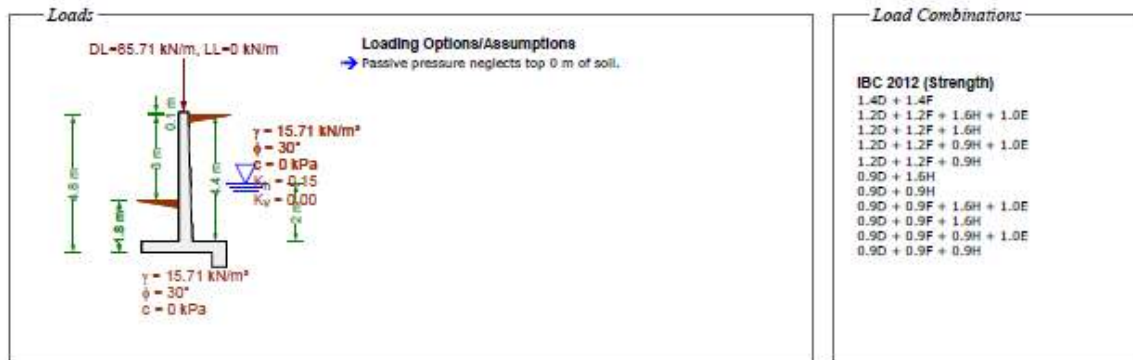 Loads
DL=85.71 kN/m, LL=0 kN/m
Loading Options/Assumptions
Passive pressure neglects top 0 m of soil.
0.1 m
γ = 15.71 kN/m³
ϕ = 30°
c = 0 kPa
Kₕ = 0.15
Kᵥ = 0.00
4.8 m
3 m
4.4 m
2 m
1.8 m
γ = 15.71 kN/m³
ϕ = 30°
c = 0 kPa
Load Combinations
IBC 2012 (Strength)
1.4D + 1.4F
1.2D + 1.2F + 1.6H + 1.0E
1.2D + 1.2F + 1.6H
1.2D + 1.2F + 0.9H + 1.0E
1.2D + 1.2F + 0.9H
0.9D + 1.6H
0.9D + 0.9H
0.9D + 0.9F + 1.6H + 1.0E
0.9D + 0.9F + 1.6H
0.9D + 0.9F + 0.9H + 1.0E
0.9D + 0.9F + 0.9H